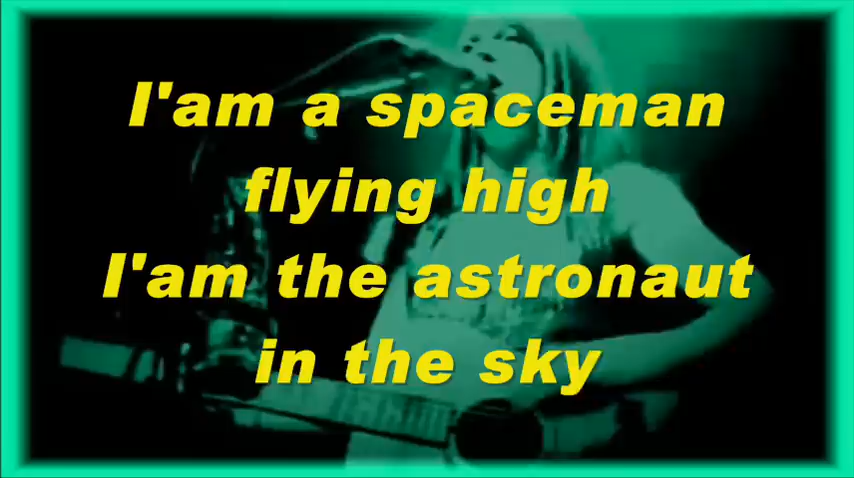 I'am a spaceman
flying high
I'am the astronaut
in the sky